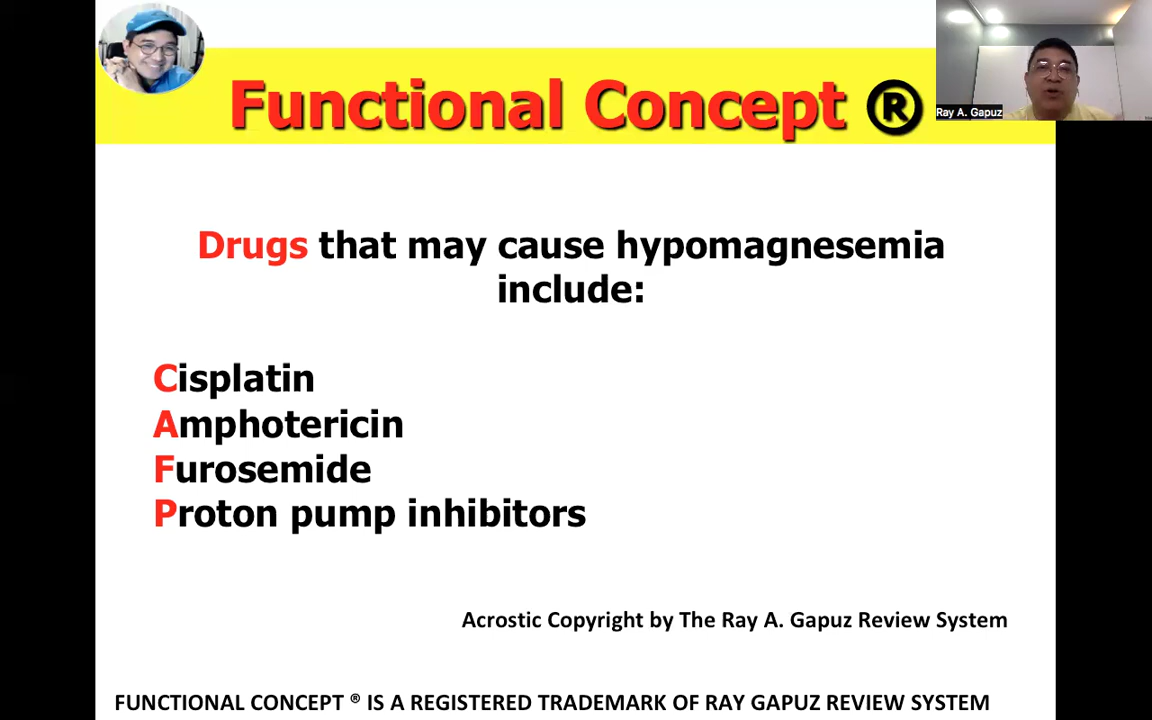 Functional Concept ®
Ray A. Gapuz
Drugs that may cause hypomagnesemia
include:
Cisplatin
Amphotericin
Furosemide
Proton pump inhibitors
Acrostic Copyright by The Ray A. Gapuz Review System
FUNCTIONAL CONCEPT ® IS A REGISTERED TRADEMARK OF RAY GAPUZ REVIEW SYSTEM